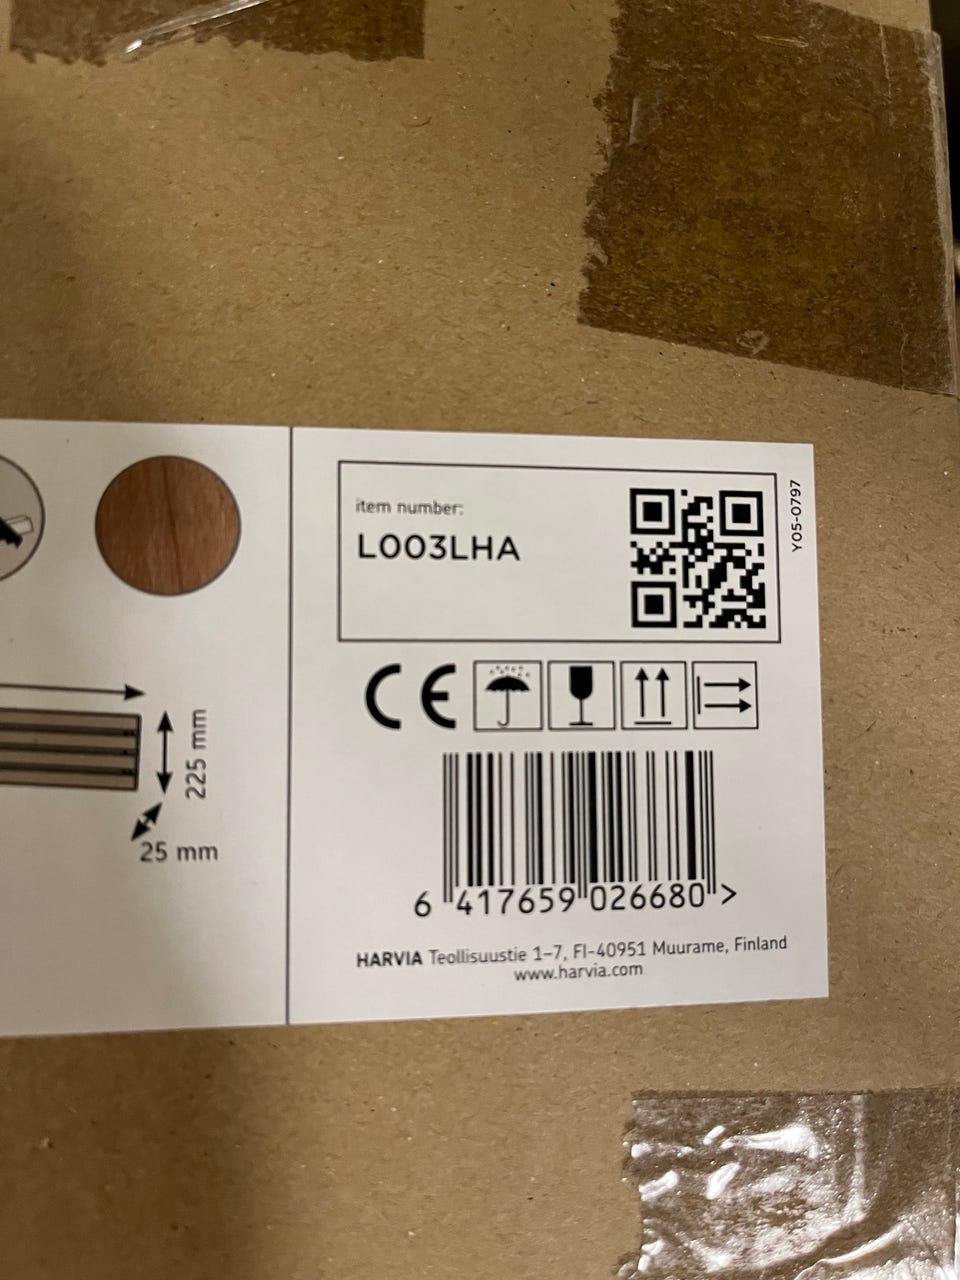 item number:
L003LHA
Y05-0797
CE
225 mm
25 mm
6 417659 026680 >
HARVIA Teollisuustie 1–7, FI-40951 Muurame, Finland
www.harvia.com